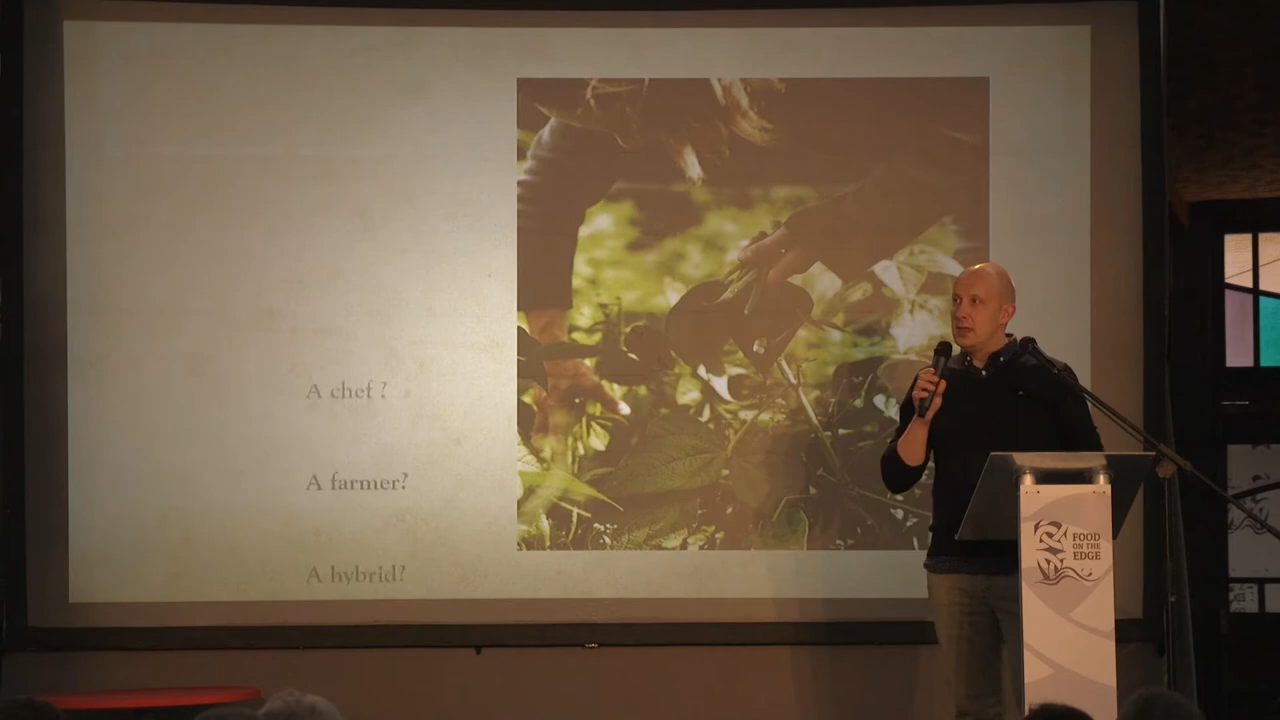 A chef ?
A farmer?
A hybrid?
FOOD
ON THE
EDGE